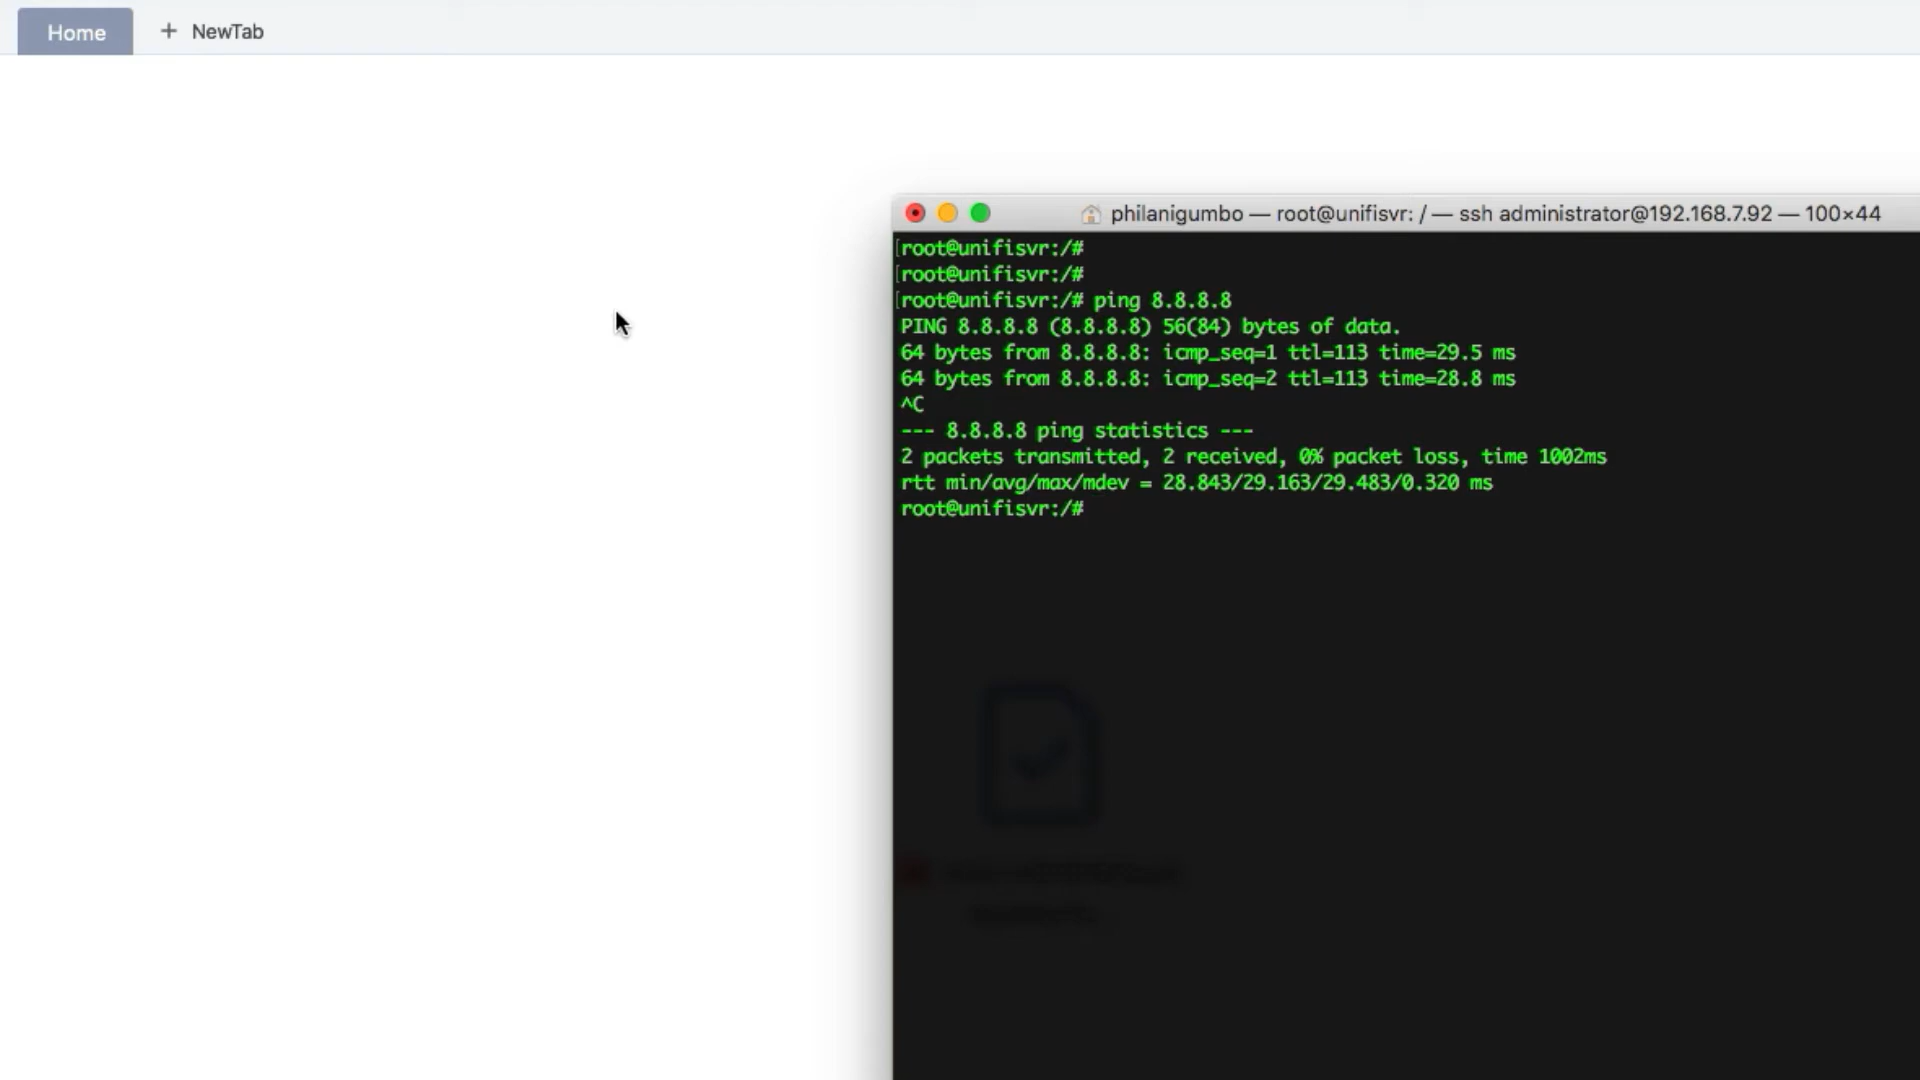 Home
+ NewTab
philanigumbo — root@unifisvr: / — ssh administrator@192.168.7.92 — 100×44
[root@unifisvr:/#
[root@unifisvr:/#
[root@unifisvr:/# ping 8.8.8.8
PING 8.8.8.8 (8.8.8.8) 56(84) bytes of data.
64 bytes from 8.8.8.8: icmp_seq=1 ttl=113 time=29.5 ms
64 bytes from 8.8.8.8: icmp_seq=2 ttl=113 time=28.8 ms
^C
--- 8.8.8.8 ping statistics ---
2 packets transmitted, 2 received, 0% packet loss, time 1002ms
rtt min/avg/max/mdev = 28.843/29.163/29.483/0.320 ms
root@unifisvr:/#